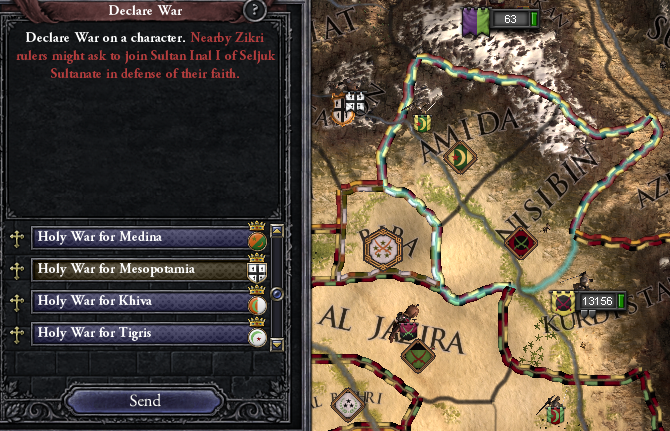 Declare War
?
Declare War on a character. Nearby Zikri
rulers might ask to join Sultan Inal I of Seljuk
Sultanate in defense of their faith.
Holy War for Medina
Holy War for Mesopotamia
Holy War for Khiva
Holy War for Tigris
Send
63
AMIDA
NISIBIN
AL JAZIRA
13156